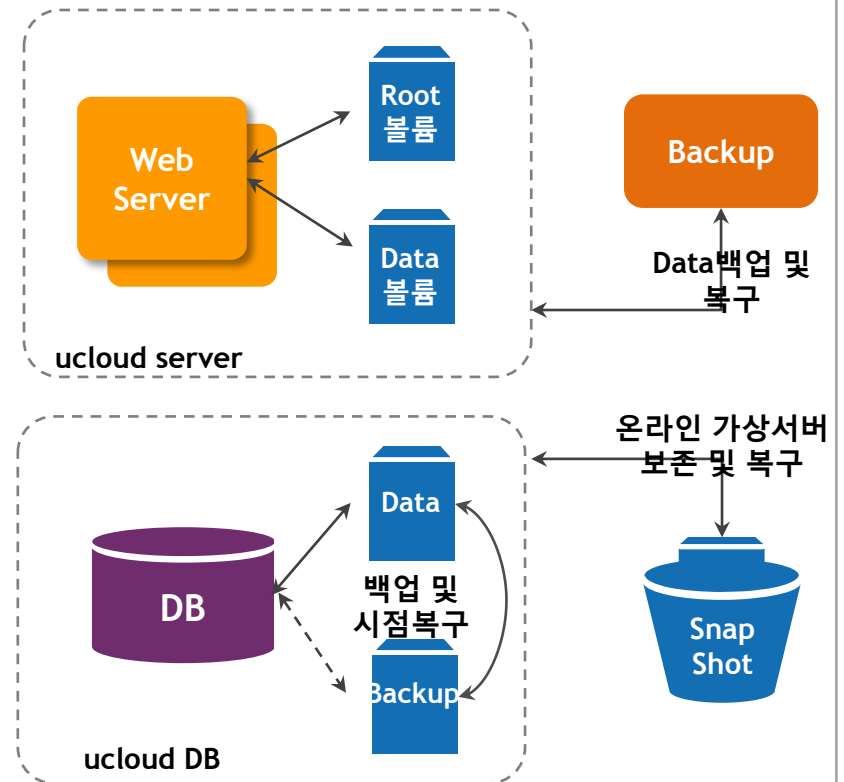 Web
Server
Root
볼륨
Data
볼륨
ucloud server
Backup
Data백업 및
복구
온라인 가상서버
보존 및 복구
Snap
Shot
DB
Data
백업 및
시점복구
Backup
ucloud DB